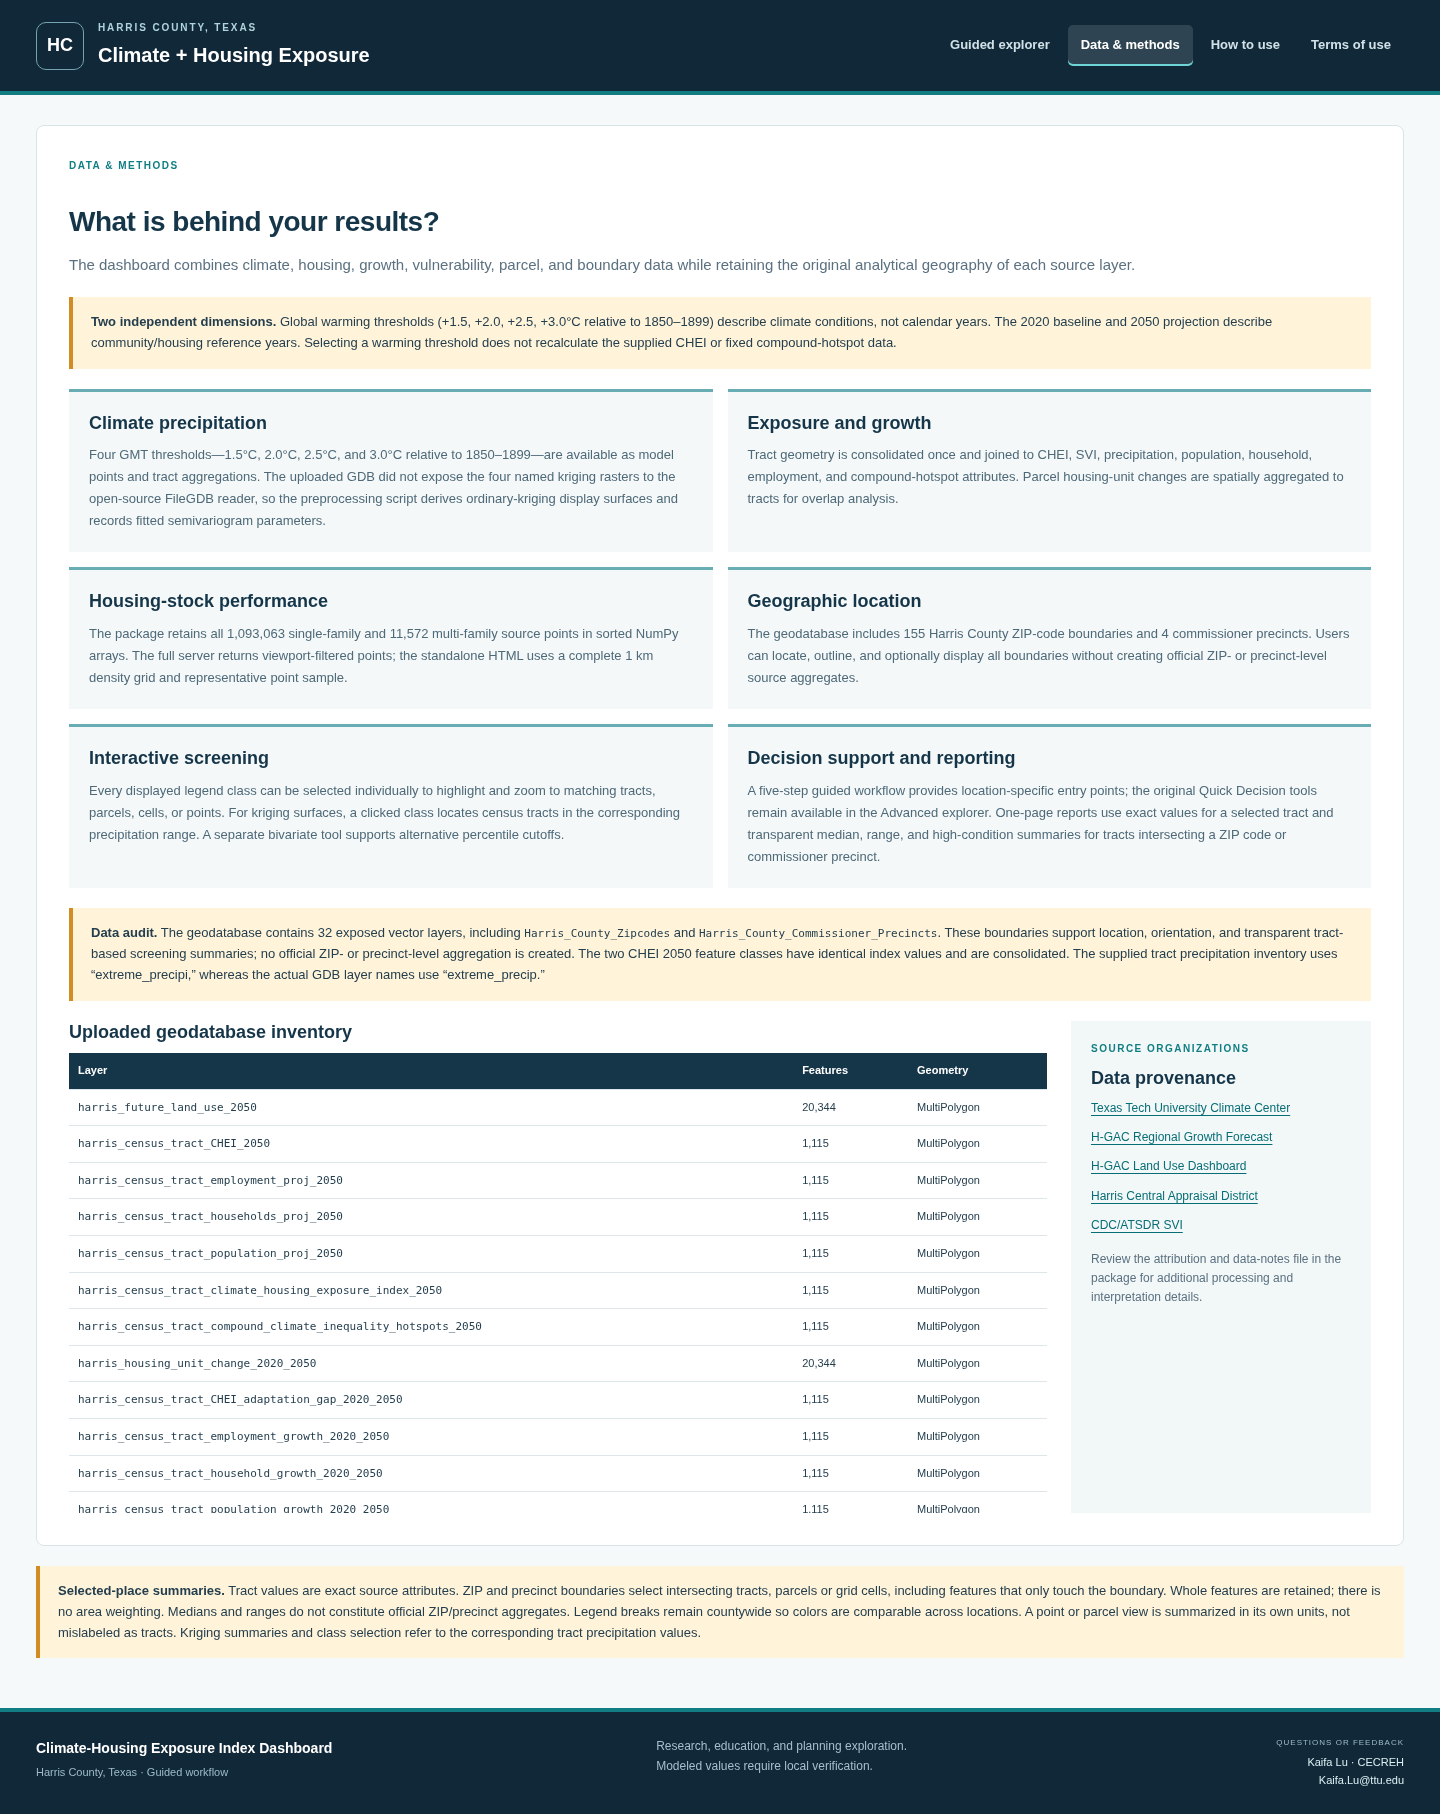 HC
HARRIS COUNTY, TEXAS
Climate + Housing Exposure
Guided explorer
Data & methods
How to use
Terms of use
DATA & METHODS
What is behind your results?
The dashboard combines climate, housing, growth, vulnerability, parcel, and boundary data while retaining the original analytical geography of each source layer.
Two independent dimensions. Global warming thresholds (+1.5, +2.0, +2.5, +3.0°C relative to 1850–1899) describe climate conditions, not calendar years. The 2020 baseline and 2050 projection describe
community/housing reference years. Selecting a warming threshold does not recalculate the supplied CHEI or fixed compound-hotspot data.
Climate precipitation
Four GMT thresholds—1.5°C, 2.0°C, 2.5°C, and 3.0°C relative to 1850–1899—are available as model
points and tract aggregations. The uploaded GDB did not expose the four named kriging rasters to the
open-source FileGDB reader, so the preprocessing script derives ordinary-kriging display surfaces and
records fitted semivariogram parameters.
Exposure and growth
Tract geometry is consolidated once and joined to CHEI, SVI, precipitation, population, household,
employment, and compound-hotspot attributes. Parcel housing-unit changes are spatially aggregated to
tracts for overlap analysis.
Housing-stock performance
The package retains all 1,093,063 single-family and 11,572 multi-family source points in sorted NumPy
arrays. The full server returns viewport-filtered points; the standalone HTML uses a complete 1 km
density grid and representative point sample.
Geographic location
The geodatabase includes 155 Harris County ZIP-code boundaries and 4 commissioner precincts. Users
can locate, outline, and optionally display all boundaries without creating official ZIP- or precinct-level
source aggregates.
Interactive screening
Every displayed legend class can be selected individually to highlight and zoom to matching tracts,
parcels, cells, or points. For kriging surfaces, a clicked class locates census tracts in the corresponding
precipitation range. A separate bivariate tool supports alternative percentile cutoffs.
Decision support and reporting
A five-step guided workflow provides location-specific entry points; the original Quick Decision tools
remain available in the Advanced explorer. One-page reports use exact values for a selected tract and
transparent median, range, and high-condition summaries for tracts intersecting a ZIP code or
commissioner precinct.
Data audit. The geodatabase contains 32 exposed vector layers, including Harris_County_Zipcodes and Harris_County_Commissioner_Precincts. These boundaries support location, orientation, and transparent tract-
based screening summaries; no official ZIP- or precinct-level aggregation is created. The two CHEI 2050 feature classes have identical index values and are consolidated. The supplied tract precipitation inventory uses
“extreme_precipi,” whereas the actual GDB layer names use “extreme_precip.”
Uploaded geodatabase inventory
Layer Features Geometry
harris_future_land_use_2050 20,344 MultiPolygon
harris_census_tract_CHEI_2050 1,115 MultiPolygon
harris_census_tract_employment_proj_2050 1,115 MultiPolygon
harris_census_tract_households_proj_2050 1,115 MultiPolygon
harris_census_tract_population_proj_2050 1,115 MultiPolygon
harris_census_tract_climate_housing_exposure_index_2050 1,115 MultiPolygon
harris_census_tract_compound_climate_inequality_hotspots_2050 1,115 MultiPolygon
harris_housing_unit_change_2020_2050 20,344 MultiPolygon
harris_census_tract_CHEI_adaptation_gap_2020_2050 1,115 MultiPolygon
harris_census_tract_employment_growth_2020_2050 1,115 MultiPolygon
harris_census_tract_household_growth_2020_2050 1,115 MultiPolygon
harris_census_tract_population_growth_2020_2050 1,115 MultiPolygon
SOURCE ORGANIZATIONS
Data provenance
Texas Tech University Climate Center
H-GAC Regional Growth Forecast
H-GAC Land Use Dashboard
Harris Central Appraisal District
CDC/ATSDR SVI
Review the attribution and data-notes file in the
package for additional processing and
interpretation details.
Selected-place summaries. Tract values are exact source attributes. ZIP and precinct boundaries select intersecting tracts, parcels or grid cells, including features that only touch the boundary. Whole features are retained; there is
no area weighting. Medians and ranges do not constitute official ZIP/precinct aggregates. Legend breaks remain countywide so colors are comparable across locations. A point or parcel view is summarized in its own units, not
mislabeled as tracts. Kriging summaries and class selection refer to the corresponding tract precipitation values.
Climate-Housing Exposure Index Dashboard
Harris County, Texas · Guided workflow
Research, education, and planning exploration.
Modeled values require local verification.
QUESTIONS OR FEEDBACK
Kaifa Lu · CECREH
Kaifa.Lu@ttu.edu